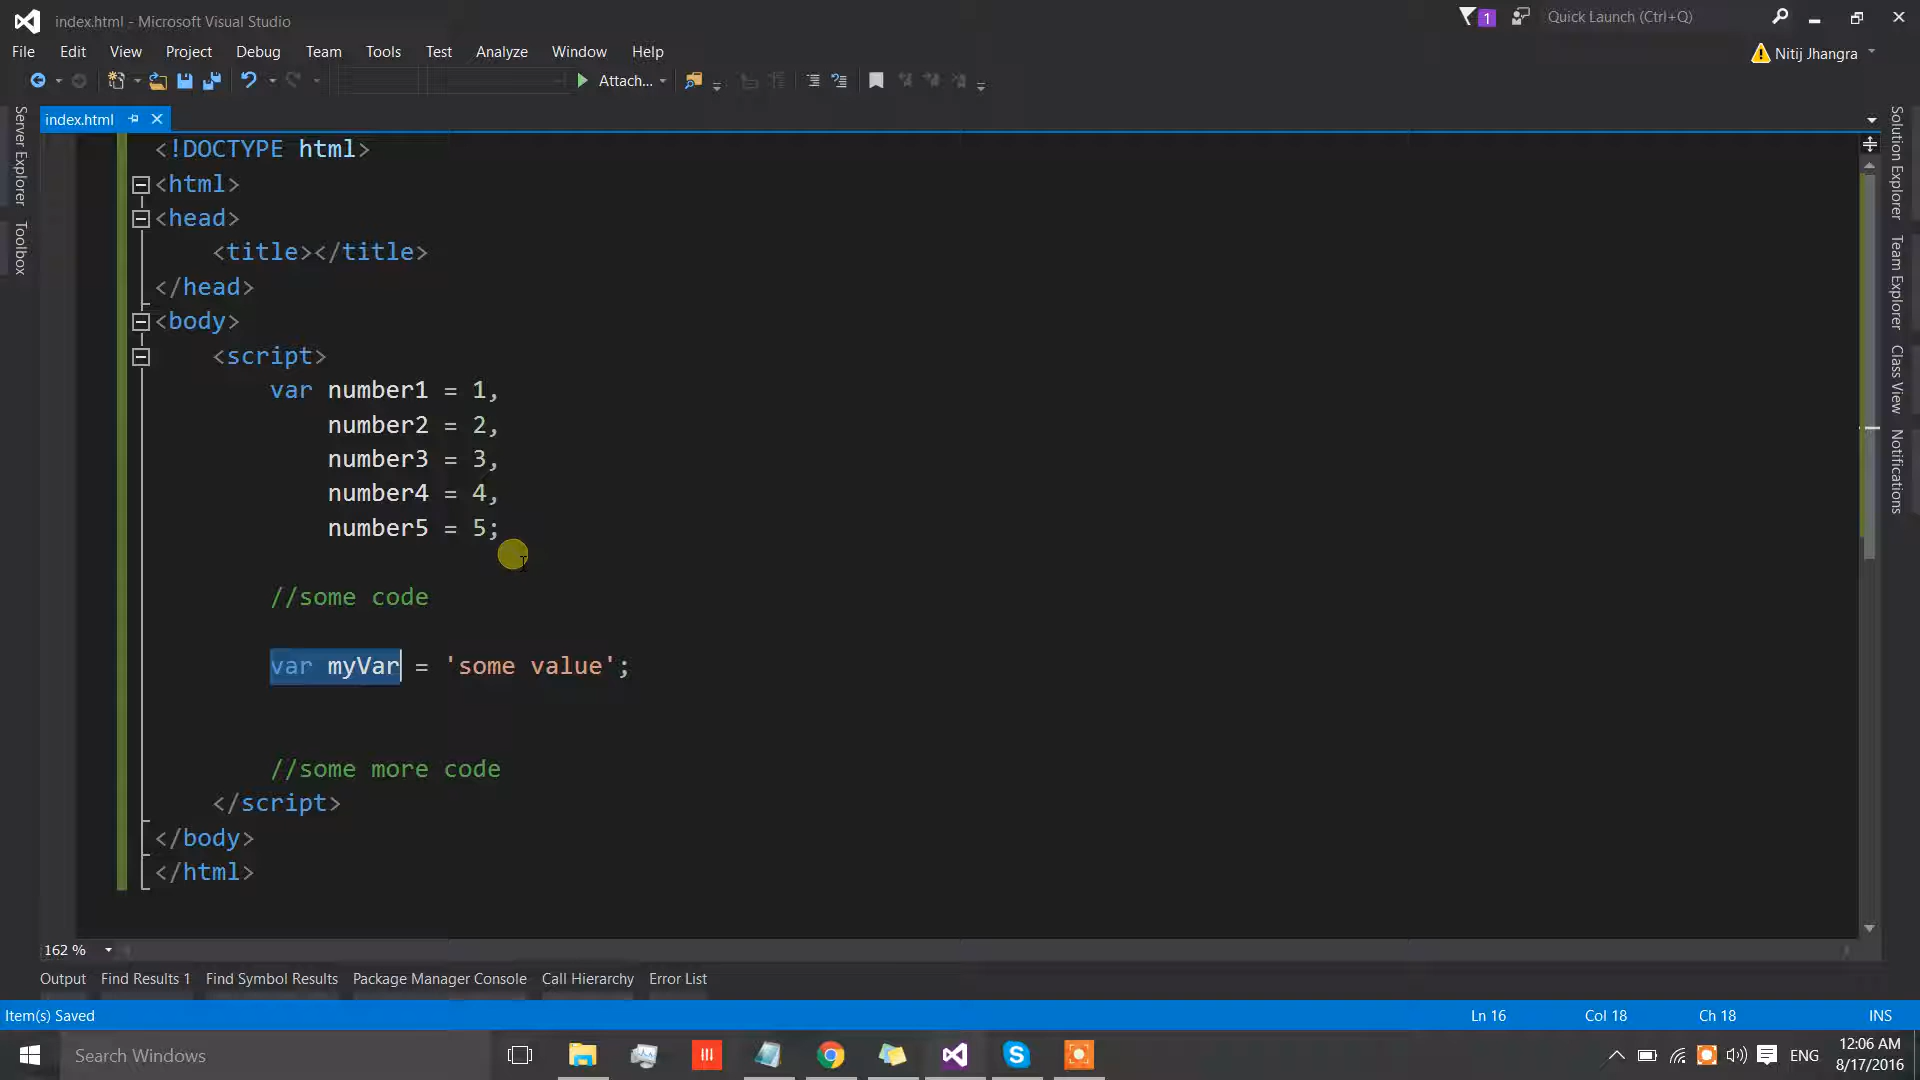 index.html - Microsoft Visual Studio
1
Quick Launch (Ctrl+Q)
File Edit View Project Debug Team Tools Test Analyze Window Help
Nitij Jhangra
Attach...
index.html
Server Explorer
Toolbox
Solution Explorer
Team Explorer
Class View
Notifications
<!DOCTYPE html>
<html>
<head>
<title></title>
</head>
<body>
<script>
var number1 = 1,
number2 = 2,
number3 = 3,
number4 = 4,
number5 = 5;
//some code
var myVar = 'some value';
//some more code
</script>
</body>
</html>
162 %
Output Find Results 1 Find Symbol Results Package Manager Console Call Hierarchy Error List
Item(s) Saved Ln 16 Col 18 Ch 18 INS
Search Windows
ENG
12:06 AM
8/17/2016